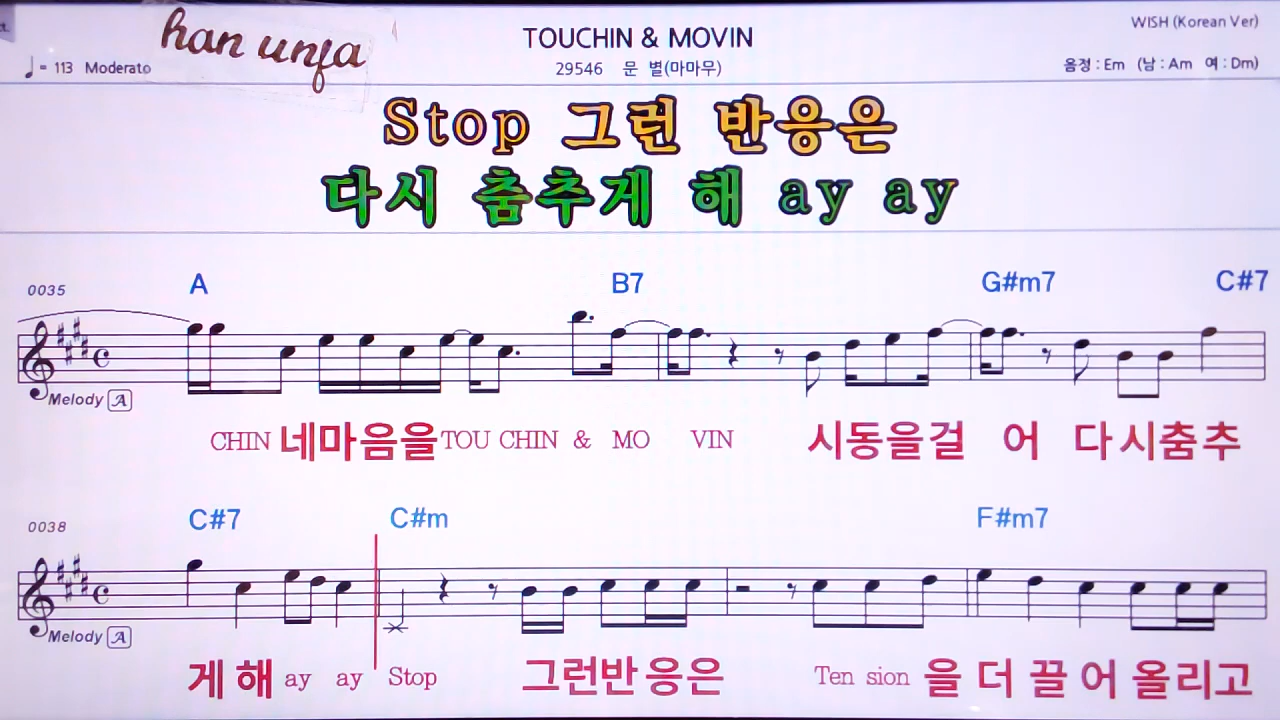 han unfa
TOUCHIN & MOVIN
WISH (Korean Ver)
♩ = 113 Moderato
29546 문 별(마마무)
음정 : Em (남 : Am 여 : Dm)
Stop 그런 반응은
다시 춤추게 해 ay ay
0035 A B7 G#m7 C#7
Melody A
CHIN 네마음을 TOU CHIN & MO VIN 시동을걸 어 다시춤추
0038 C#7 C#m F#m7
Melody A
게 해 ay ay Stop 그런반응은 Ten sion 을 더 끌어 올리고